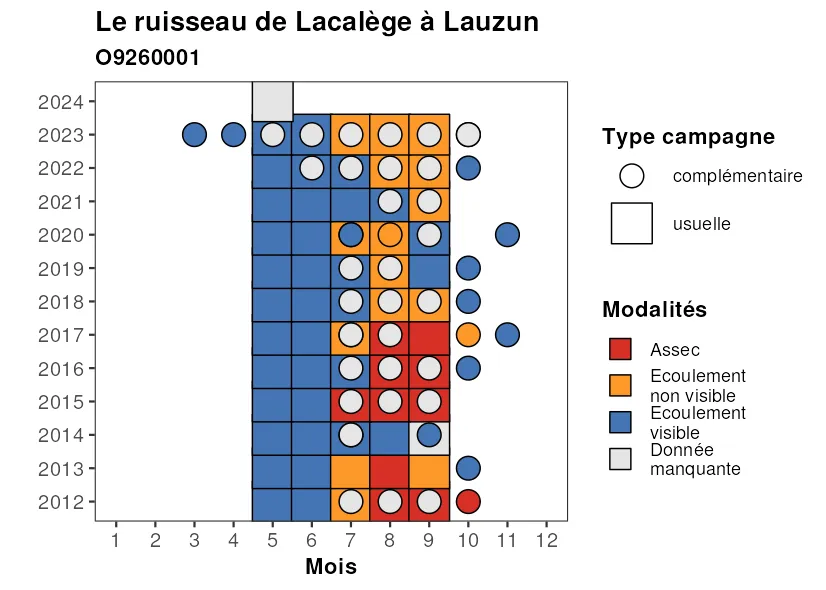 Le ruisseau de Lacalège à Lauzun
O9260001
2024
2023
2022
2021
2020
2019
2018
2017
2016
2015
2014
2013
2012
1 2 3 4 5 6 7 8 9 10 11 12
Mois
Type campagne
complémentaire
usuelle
Modalités
Assec
Ecoulement
non visible
Ecoulement
visible
Donnée
manquante